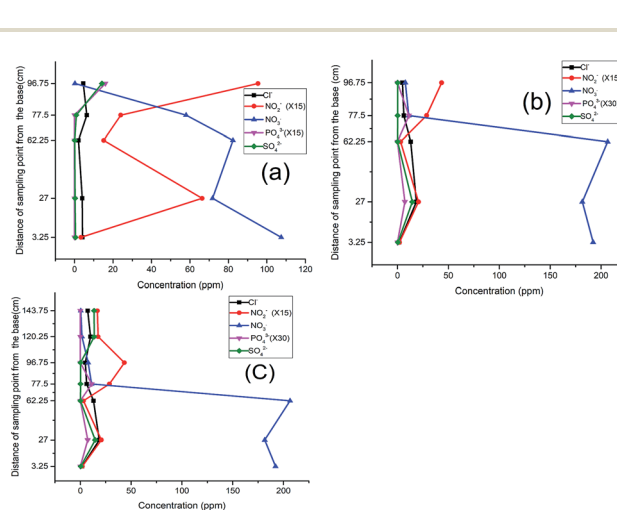 Distance of sampling point from the base(cm)
96.75
77.5
62.25
27
3.25
0 20 40 60 80 100 120
Concentration (ppm)
Cl⁻
NO₂⁻ (X15)
NO₃⁻
PO₄³⁻(X15)
SO₄²⁻
(a)
Distance of sampling point from the base(cm)
96.75
77.5
62.25
27
3.25
0 50 100 150 200
Concentration (ppm)
Cl⁻
NO₂⁻ (X15
NO₃⁻
PO₄³⁻(X30
SO₄²⁻
(b)
Distance of sampling point from the base(cm)
143.75
120.25
96.75
77.5
62.25
27
3.25
0 50 100 150 200
Concentration (ppm)
Cl⁻
NO₂⁻ (X15)
NO₃⁻
PO₄³⁻(X30)
SO₄²⁻
(C)